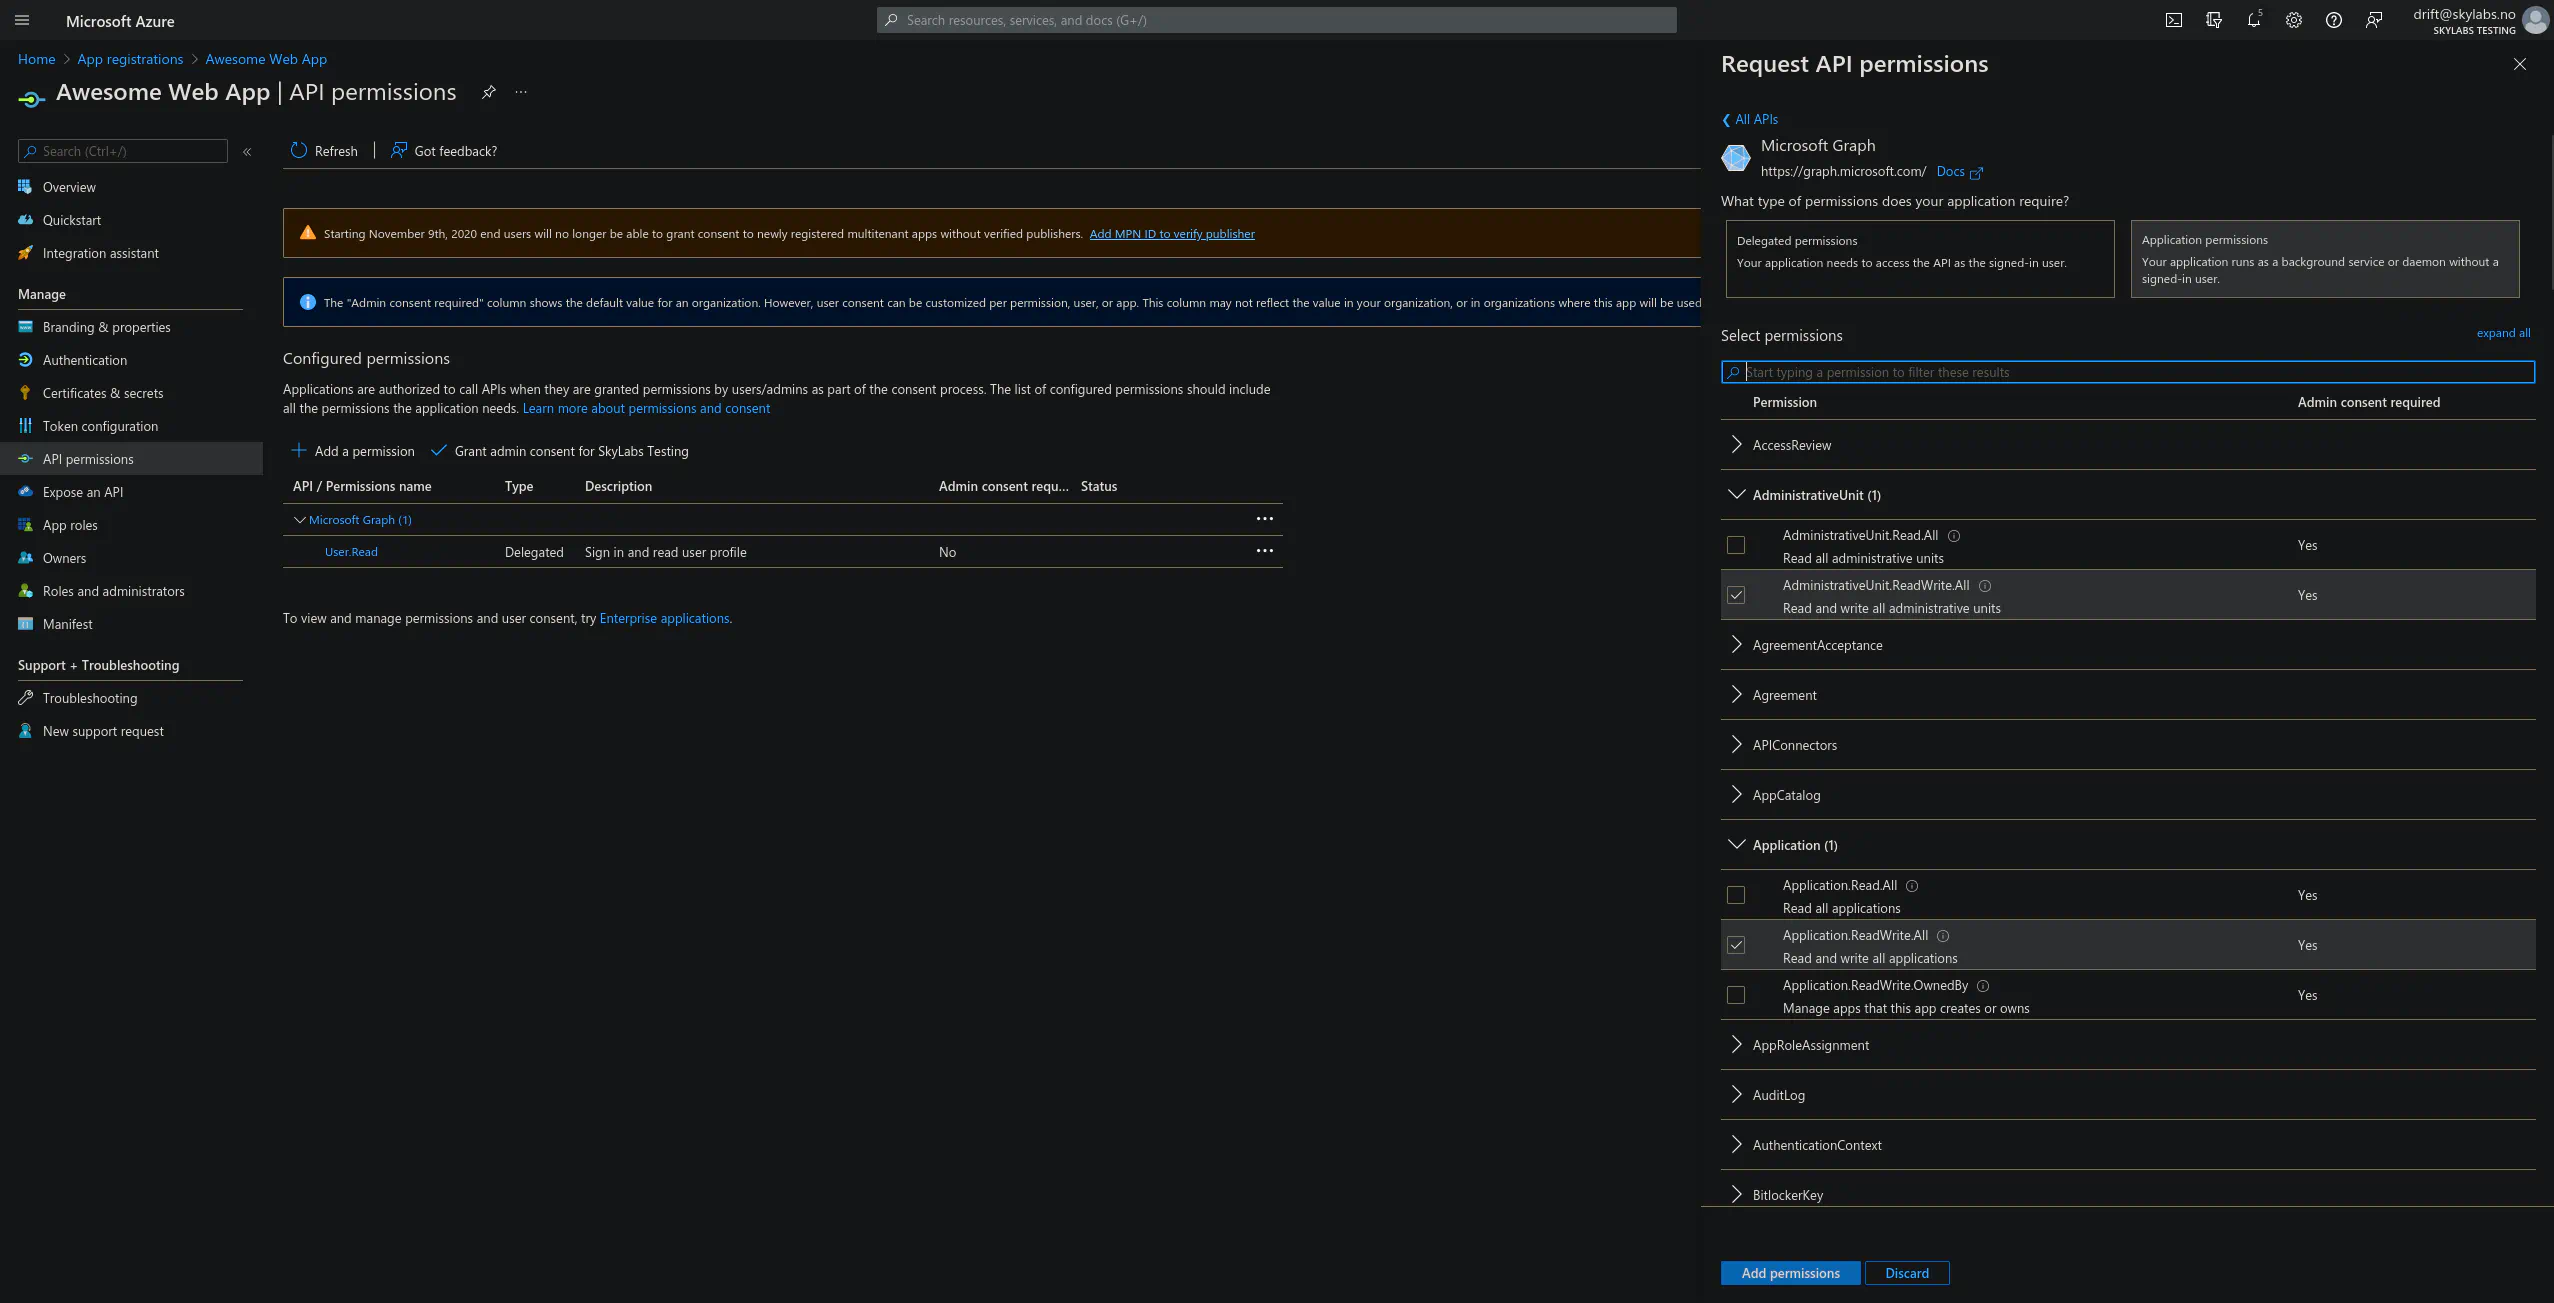 Microsoft Azure
Search resources, services, and docs (G+/)
5
drift@skylabs.no
SKYLABS TESTING
Home > App registrations > Awesome Web App
Awesome Web App | API permissions
Search (Ctrl+/)
«
Overview
Quickstart
Integration assistant
Manage
Branding & properties
Authentication
Certificates & secrets
Token configuration
API permissions
Expose an API
App roles
Owners
Roles and administrators
Manifest
Support + Troubleshooting
Troubleshooting
New support request
Refresh
Got feedback?
Starting November 9th, 2020 end users will no longer be able to grant consent to newly registered multitenant apps without verified publishers. Add MPN ID to verify publisher
The "Admin consent required" column shows the default value for an organization. However, user consent can be customized per permission, user, or app. This column may not reflect the value in your organization, or in organizations where this app will be used
Configured permissions
Applications are authorized to call APIs when they are granted permissions by users/admins as part of the consent process. The list of configured permissions should include
all the permissions the application needs. Learn more about permissions and consent
Add a permission
Grant admin consent for SkyLabs Testing
API / Permissions name Type Description Admin consent requ... Status
Microsoft Graph (1)
User.Read Delegated Sign in and read user profile No
To view and manage permissions and user consent, try Enterprise applications.
Request API permissions
All APIs
Microsoft Graph
https://graph.microsoft.com/ Docs
What type of permissions does your application require?
Delegated permissions
Your application needs to access the API as the signed-in user.
Application permissions
Your application runs as a background service or daemon without a
signed-in user.
Select permissions
expand all
Start typing a permission to filter these results
Permission Admin consent required
AccessReview
AdministrativeUnit (1)
AdministrativeUnit.Read.All
Read all administrative units
Yes
AdministrativeUnit.ReadWrite.All
Read and write all administrative units
Yes
AgreementAcceptance
Agreement
APIConnectors
AppCatalog
Application (1)
Application.Read.All
Read all applications
Yes
Application.ReadWrite.All
Read and write all applications
Yes
Application.ReadWrite.OwnedBy
Manage apps that this app creates or owns
Yes
AppRoleAssignment
AuditLog
AuthenticationContext
BitlockerKey
Add permissions
Discard